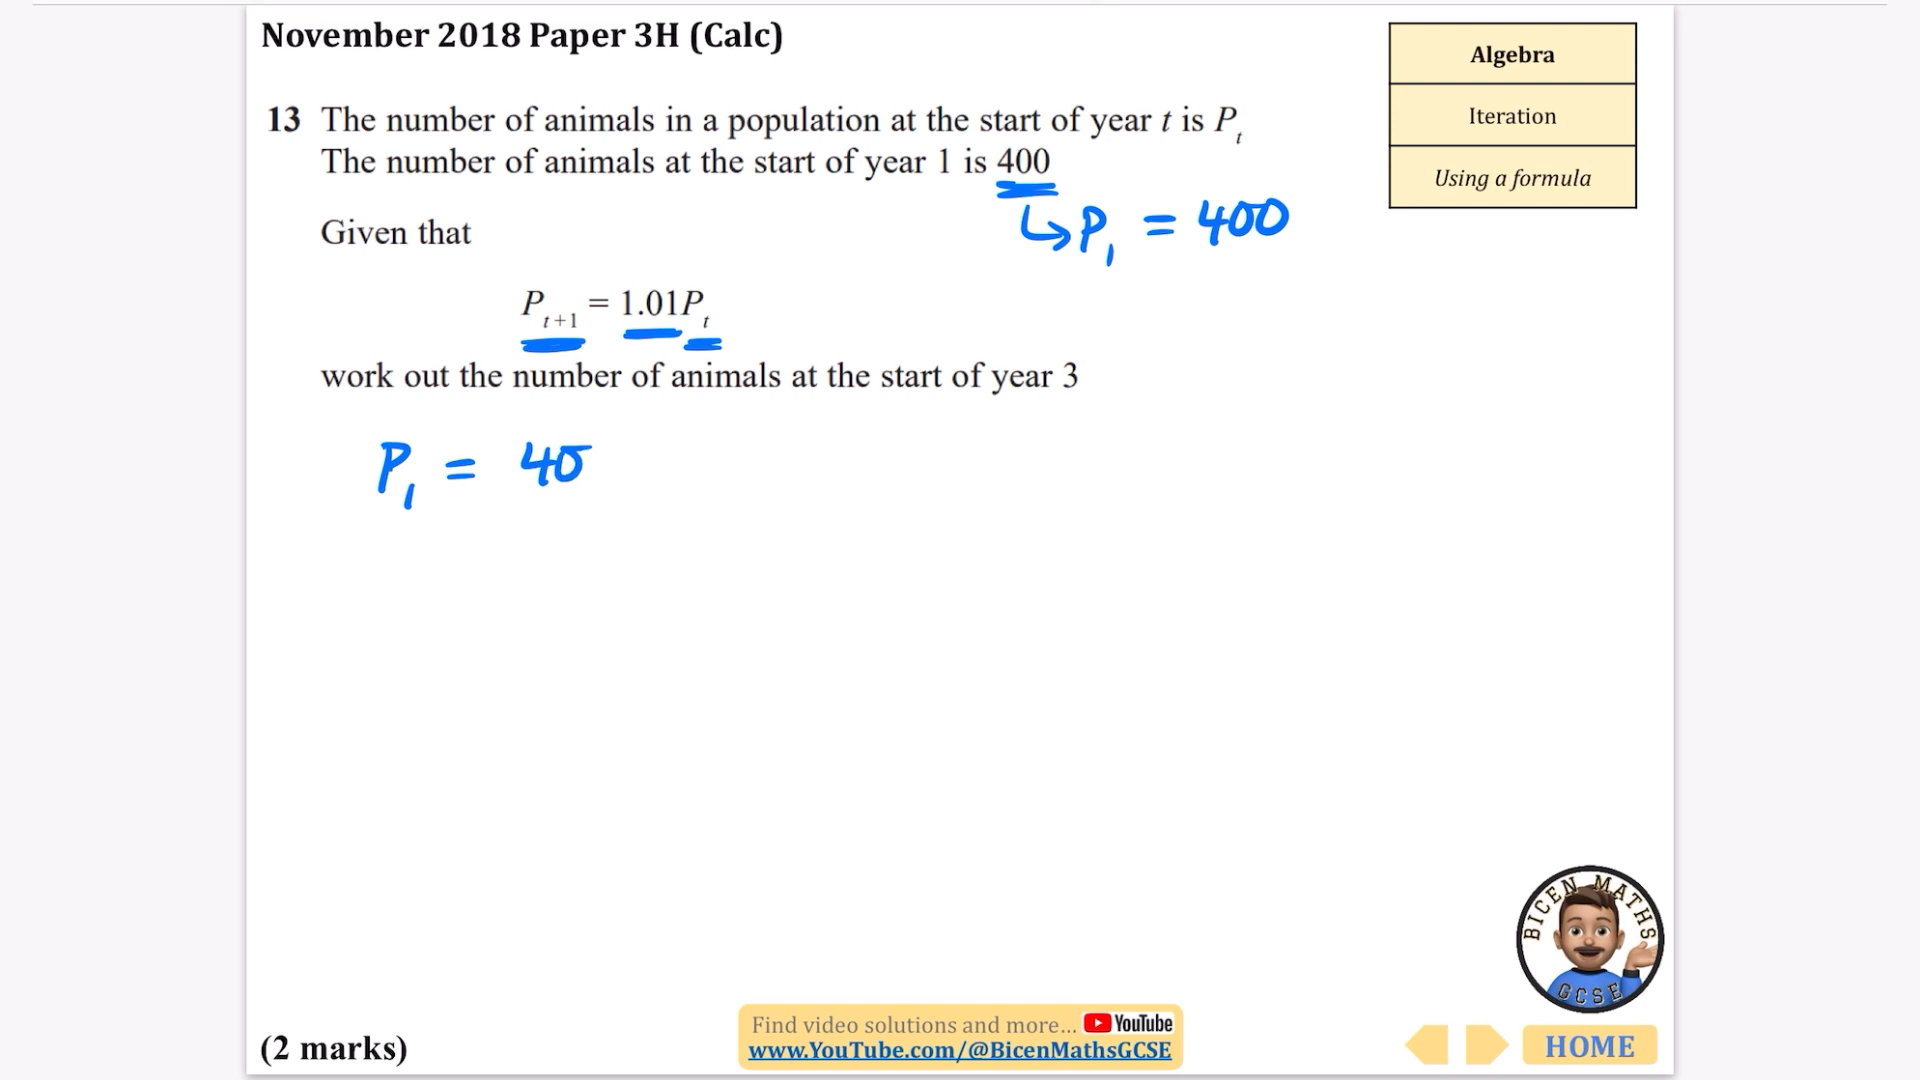 November 2018 Paper 3H (Calc)
Algebra
Iteration
Using a formula
13 The number of animals in a population at the start of year t is Pₜ
The number of animals at the start of year 1 is 400
↳ P₁ = 400
Given that
Pₜ₊₁ = 1.01Pₜ
work out the number of animals at the start of year 3
P₁ = 40
BICEN MATHS
GCSE
(2 marks)
Find video solutions and more... YouTube
www.YouTube.com/@BicenMathsGCSE
HOME